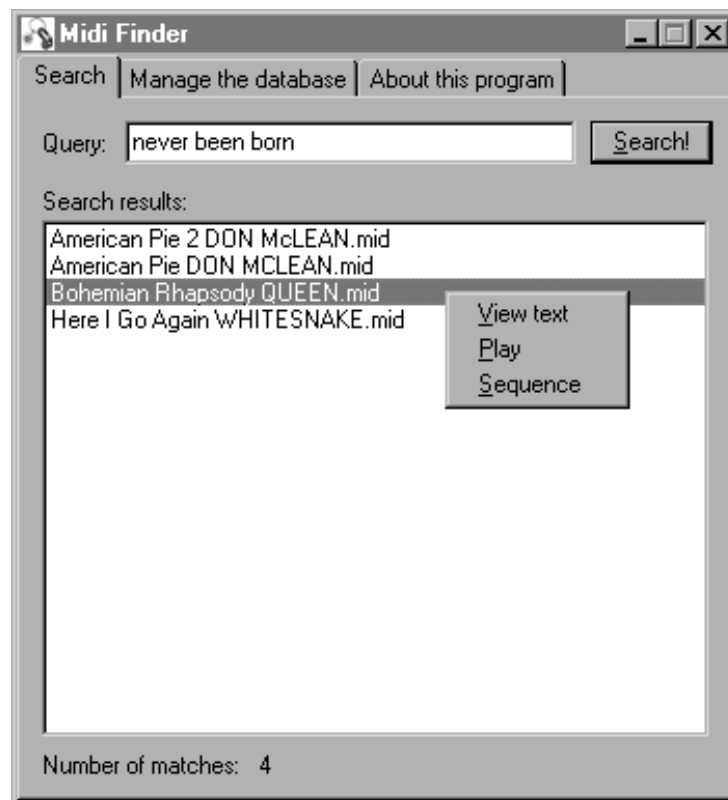 Midi Finder
Search Manage the database About this program
Query: never been born Search!
Search results:
American Pie 2 DON McLEAN.mid
American Pie DON MCLEAN.mid
Bohemian Rhapsody QUEEN.mid
Here I Go Again WHITESNAKE.mid
View text
Play
Sequence
Number of matches: 4